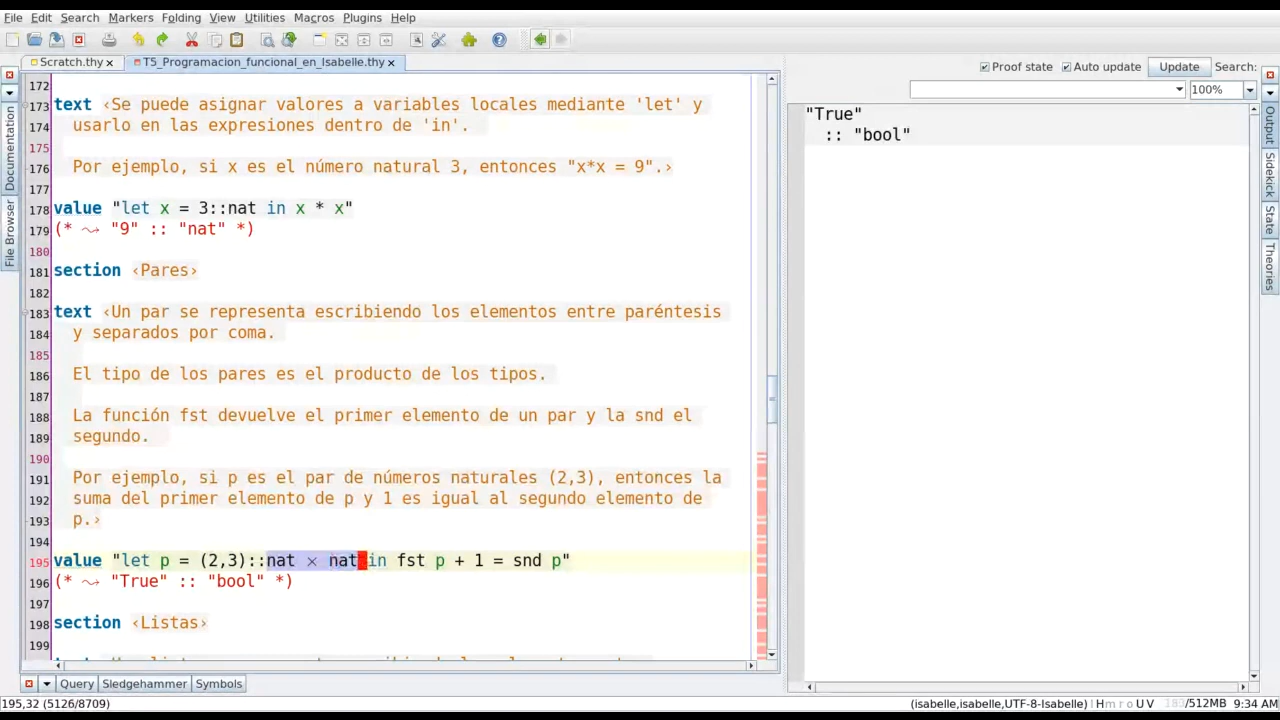 File Edit Search Markers Folding View Utilities Macros Plugins Help
Scratch.thy
T5_Programacion_funcional_en_Isabelle.thy
Documentation
File Browser
172
173 text ‹Se puede asignar valores a variables locales mediante 'let' y
174 usarlo en las expresiones dentro de 'in'.
175
176 Por ejemplo, si x es el número natural 3, entonces "x*x = 9".›
177
178 value "let x = 3::nat in x * x"
179 (* ⤳ "9" :: "nat" *)
180
181 section ‹Pares›
182
183 text ‹Un par se representa escribiendo los elementos entre paréntesis
184 y separados por coma.
185
186 El tipo de los pares es el producto de los tipos.
187
188 La función fst devuelve el primer elemento de un par y la snd el
189 segundo.
190
191 Por ejemplo, si p es el par de números naturales (2,3), entonces la
192 suma del primer elemento de p y 1 es igual al segundo elemento de
193 p.›
194
195 value "let p = (2,3)::nat × nat in fst p + 1 = snd p"
196 (* ⤳ "True" :: "bool" *)
197
198 section ‹Listas›
199
Proof state Auto update Update Search:
100%
"True"
:: "bool"
Output
Sidekick
State
Theories
Query Sledgehammer Symbols
195,32 (5126/8709)
(isabelle,isabelle,UTF-8-Isabelle) | H m r o U V
/512MB 9:34 AM